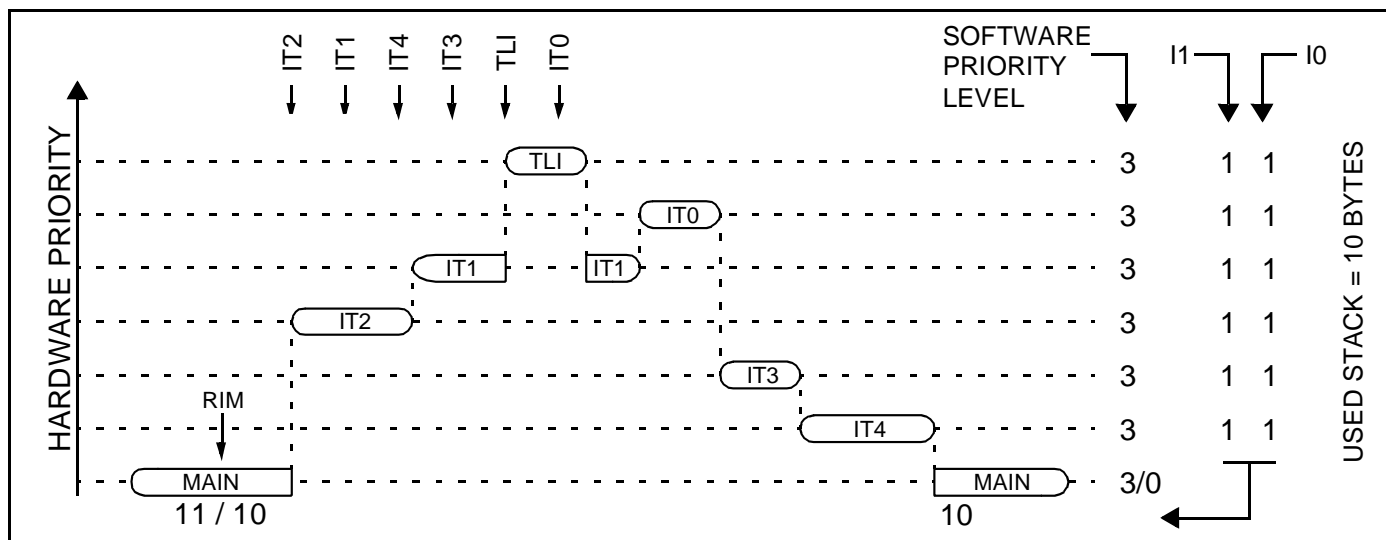 IT2
IT1
IT4
IT3
TLI
IT0
SOFTWARE
PRIORITY
LEVEL
I1
I0
HARDWARE PRIORITY
TLI
3
1 1
IT0
3
1 1
IT1
IT1
3
1 1
IT2
3
1 1
IT3
3
1 1
RIM
IT4
3
1 1
MAIN
MAIN
3/0
11 / 10
10
USED STACK = 10 BYTES